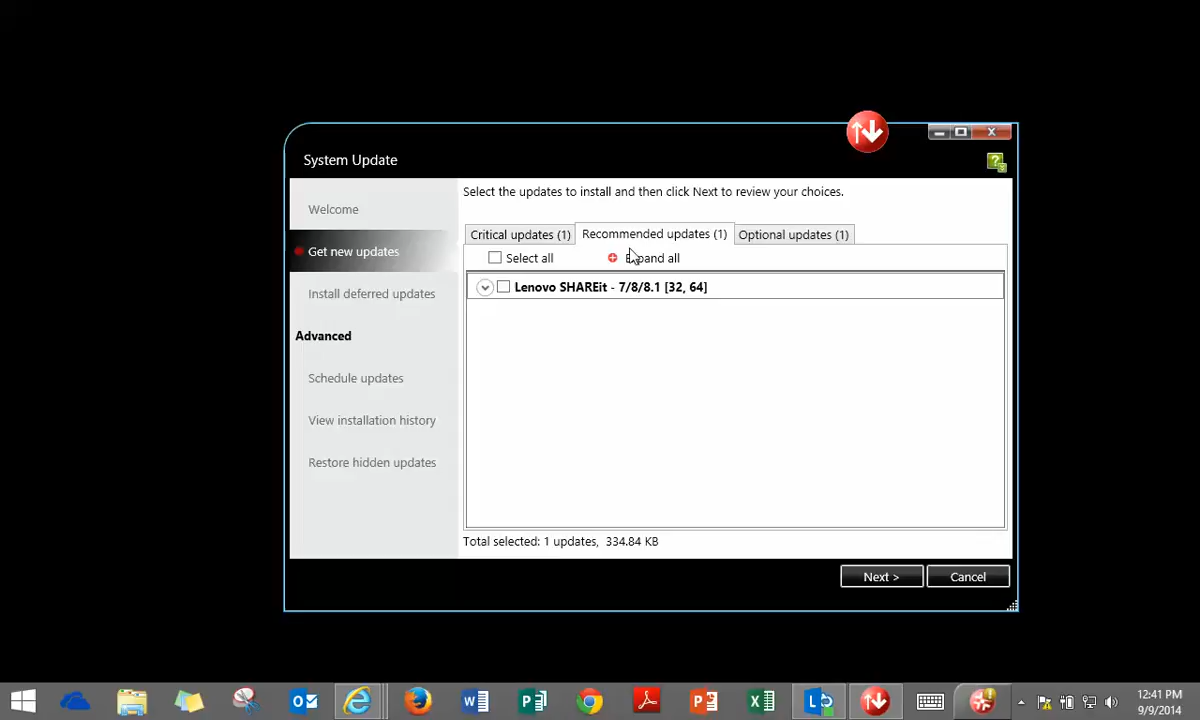 System Update
Select the updates to install and then click Next to review your choices.
Welcome
Get new updates
Install deferred updates
Advanced
Schedule updates
View installation history
Restore hidden updates
Critical updates (1)
Recommended updates (1)
Optional updates (1)
Select all
Expand all
Lenovo SHAREit - 7/8/8.1 [32, 64]
Total selected: 1 updates, 334.84 KB
Next >
Cancel
12:41 PM
9/9/2014